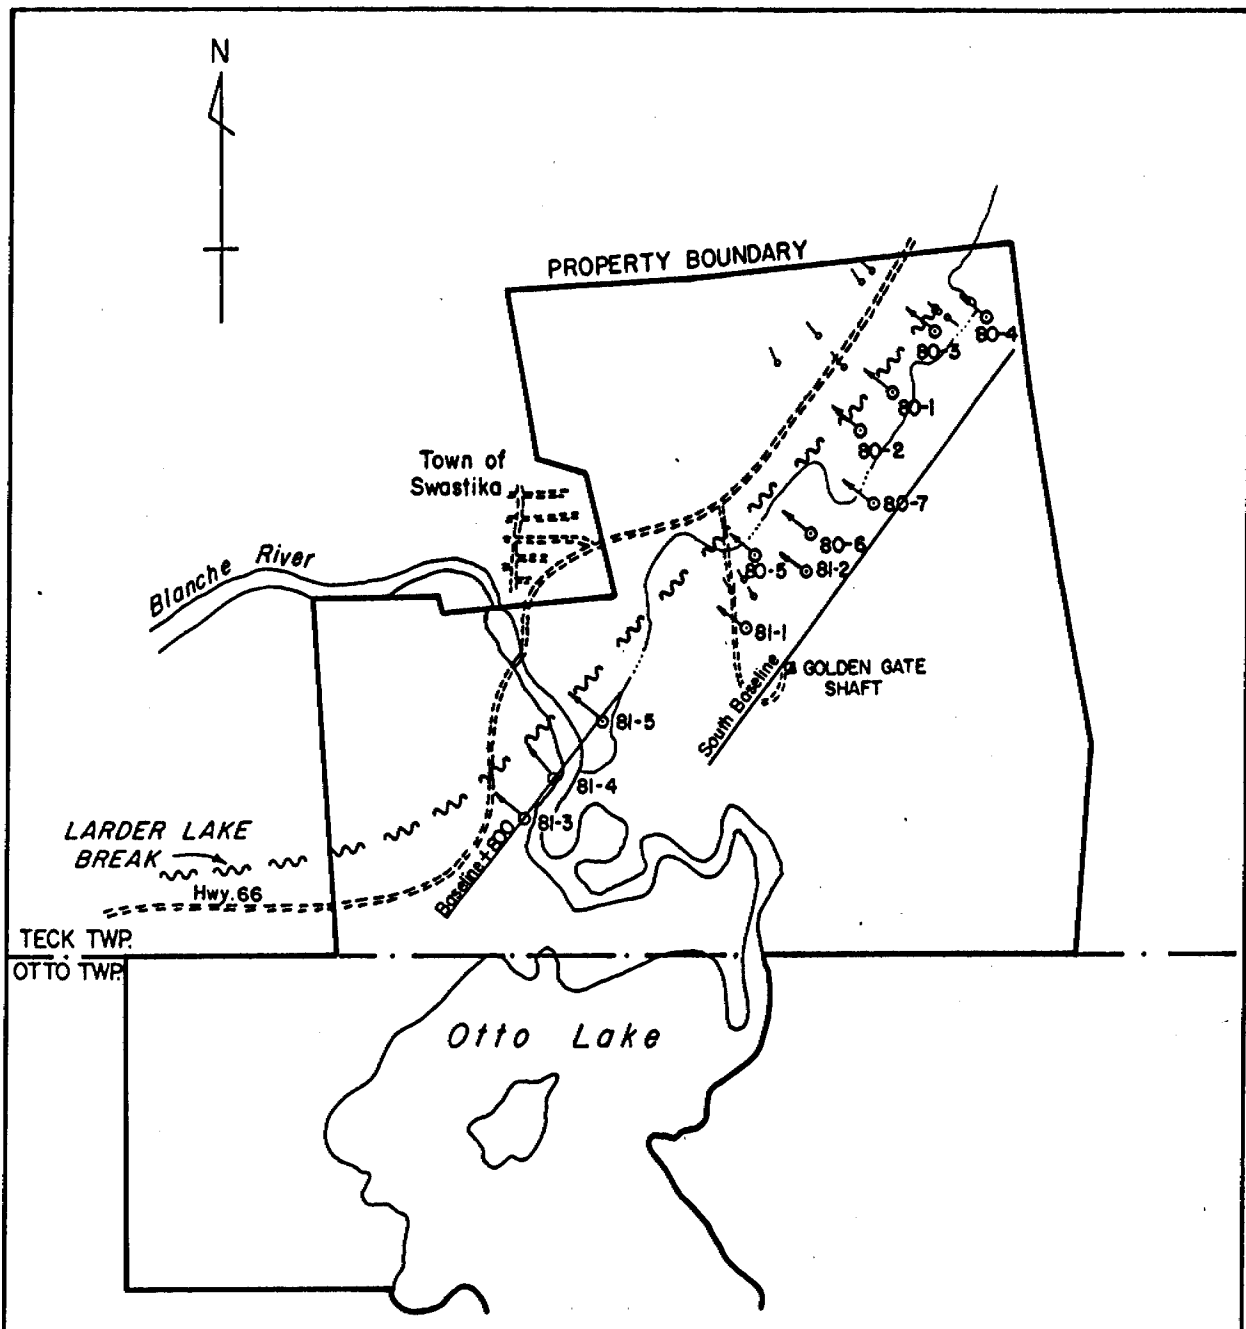 N
PROPERTY BOUNDARY
80-4
80-3
80-1
80-2
Town of
Swastika
80-7
80-6
80-5
81-2
Blanche River
81-1
GOLDEN GATE
SHAFT
South Baseline
81-5
81-4
81-3
LARDER LAKE
BREAK
Baseline + 800
Hwy. 66
TECK TWP.
OTTO TWP.
Otto Lake